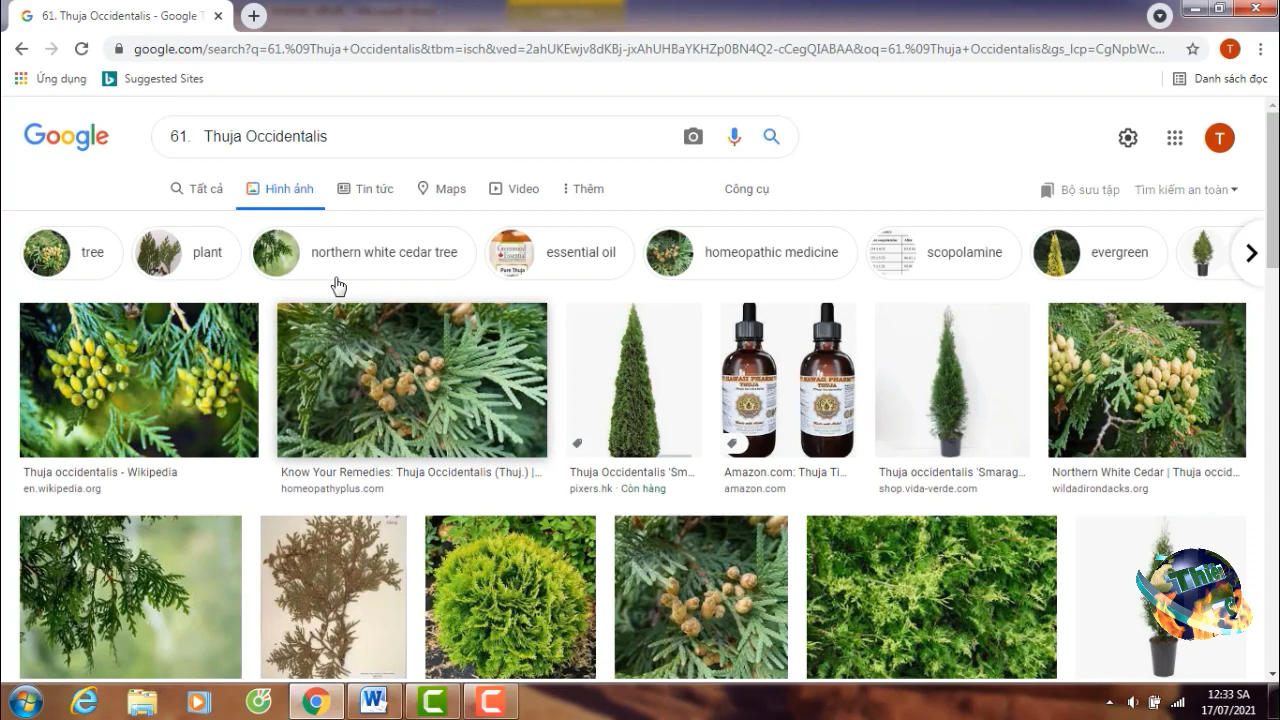 61. Thuja Occidentalis - Google T
google.com/search?q=61.%09Thuja+Occidentalis&tbm=isch&ved=2ahUKEwjv8dKBj-jxAhUHBaYKHZp0BN4Q2-cCegQIABAA&oq=61.%09Thuja+Occidentalis&gs_lcp=CgNpbWc...
T
Ứng dụng
Suggested Sites
Danh sách đọc
Google
61. Thuja Occidentalis
T
Tất cả
Hình ảnh
Tin tức
Maps
Video
Thêm
Công cụ
Bộ sưu tập
Tìm kiếm an toàn
tree
plant
northern white cedar tree
essential oil
homeopathic medicine
scopolamine
evergreen
Pure Thuja
THUJA
THUJA
Thuja occidentalis - Wikipedia
en.wikipedia.org
Know Your Remedies: Thuja Occidentalis (Thuj.) |...
homeopathyplus.com
Thuja Occidentalis 'Sm...
pixers.hk · Còn hàng
Amazon.com: Thuja Ti...
amazon.com
Thuja occidentalis 'Smarag...
shop.vida-verde.com
Northern White Cedar | Thuja occid...
wildadirondacks.org
12:33 SA
17/07/2021